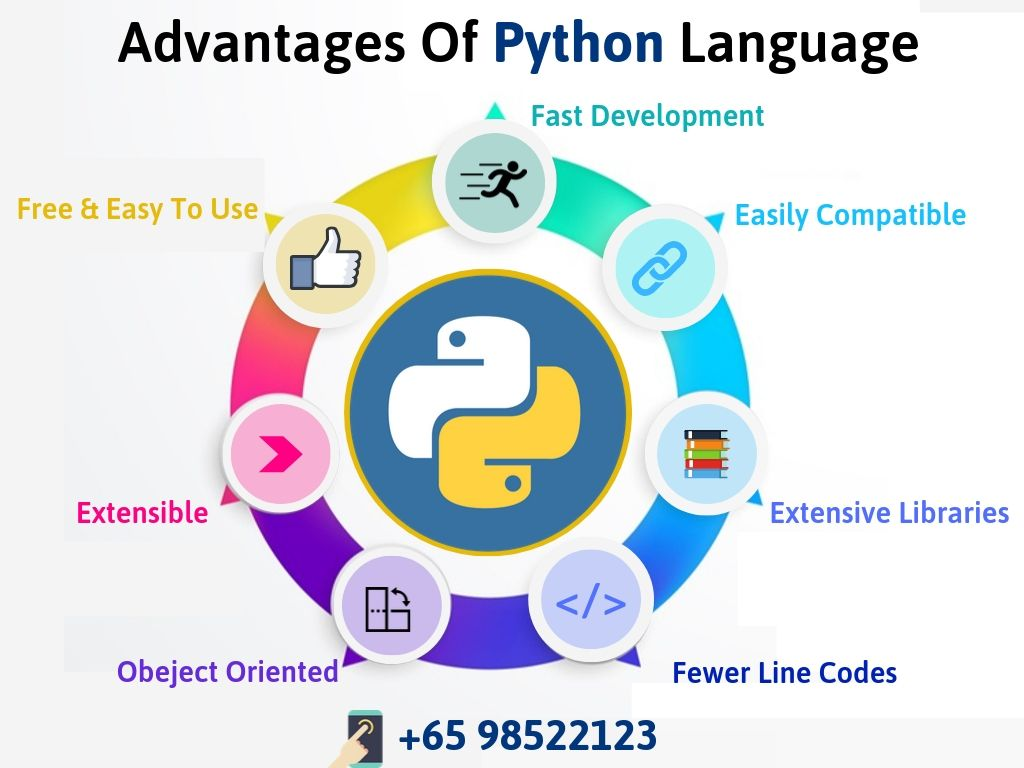 Advantages Of Python Language
Fast Development
Free & Easy To Use
Easily Compatible
Extensible
Extensive Libraries
</>
Obeject Oriented
Fewer Line Codes
+65 98522123